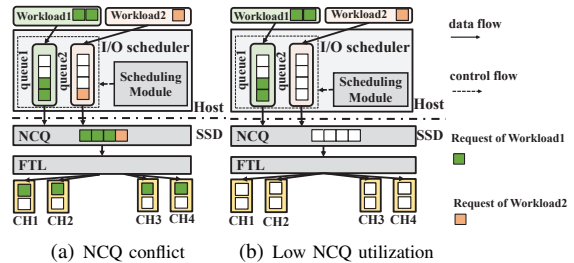 Workload1
Workload2
I/O scheduler
queue1
queue2
Scheduling
Module
Host
NCQ
SSD
FTL
CH1
CH2
CH3
CH4
(a) NCQ conflict
Workload1
Workload2
I/O scheduler
queue1
queue2
Scheduling
Module
Host
NCQ
SSD
FTL
CH1
CH2
CH3
CH4
(b) Low NCQ utilization
data flow
control flow
Request of Workload1
Request of Workload2